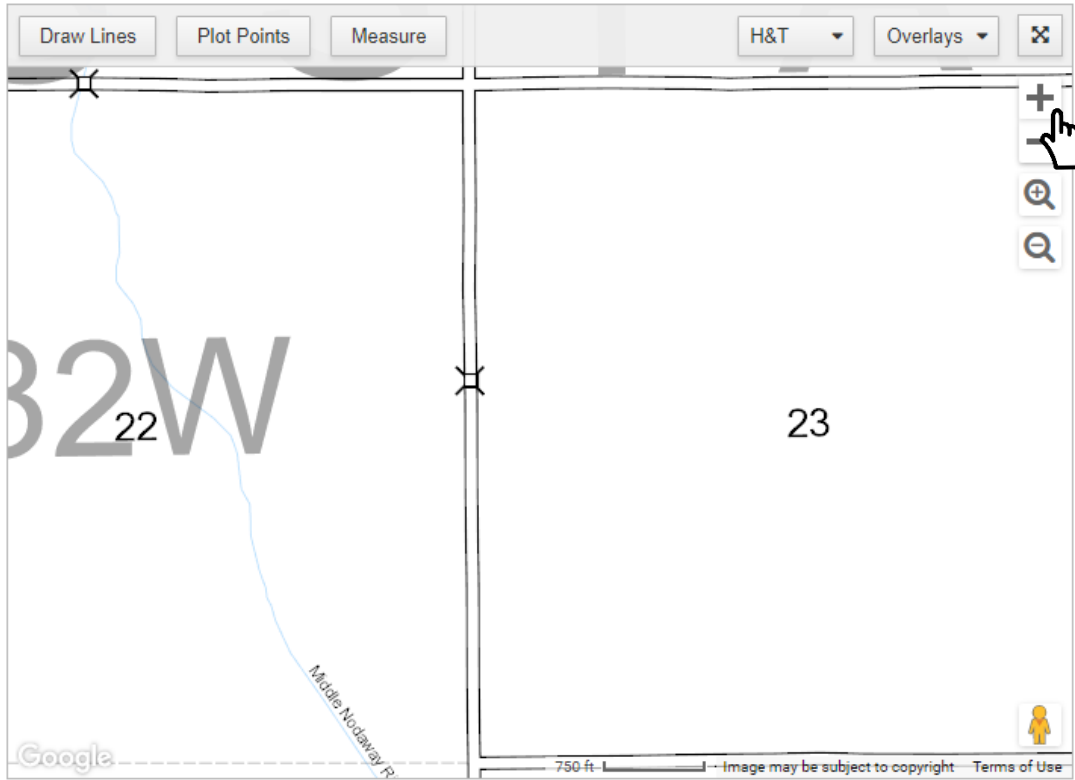 Draw Lines
Plot Points
Measure
H&T
Overlays
32W
22
23
Middle Nodaway R
Google
750 ft
Image may be subject to copyright
Terms of Use